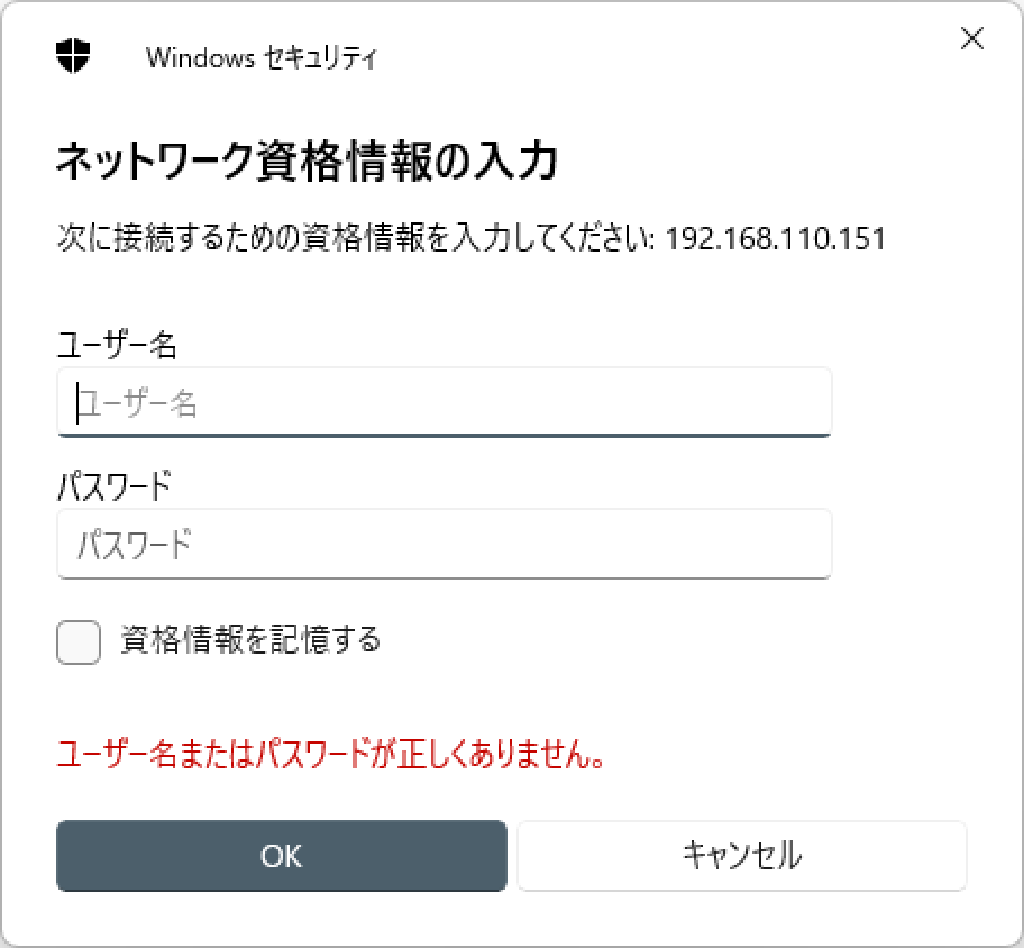 Windows セキュリティ
ネットワーク資格情報の入力
次に接続するための資格情報を入力してください: 192.168.110.151
ユーザー名
ユーザー名
パスワード
パスワード
資格情報を記憶する
ユーザー名またはパスワードが正しくありません。
OK
キャンセル